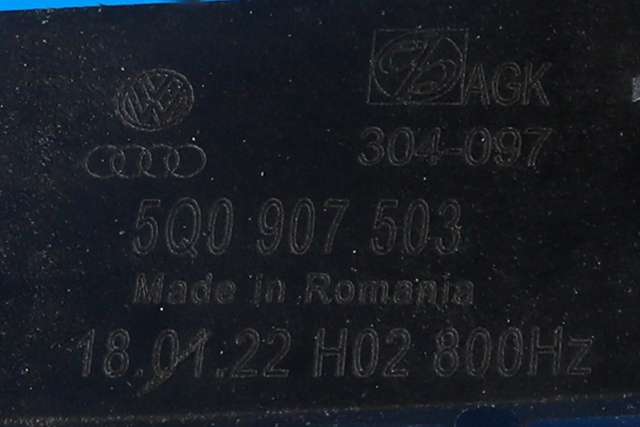 AGK
304-097
5Q0 907 503
Made in Romania
18.01.22 H02 800Hz